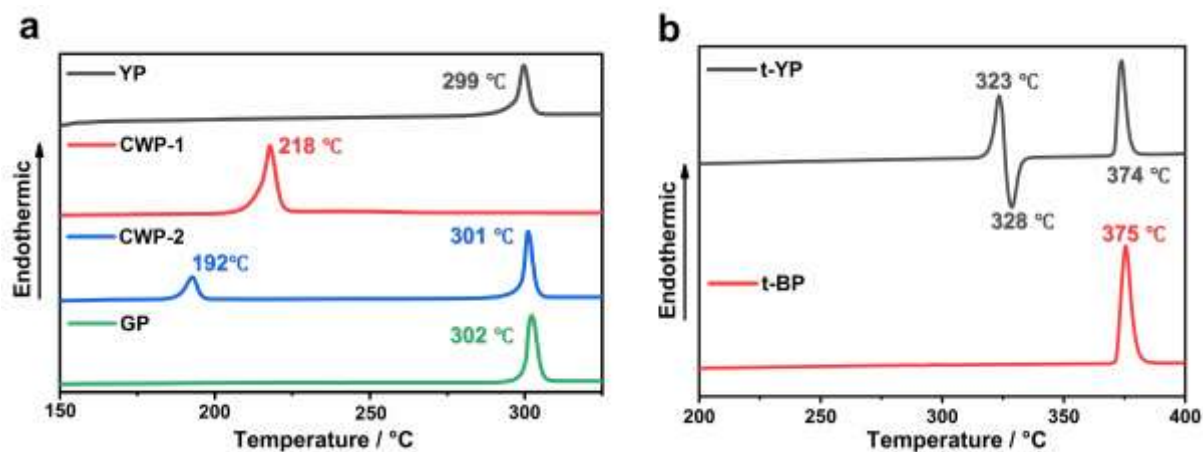 a
YP
299 ℃
CWP-1
218 ℃
CWP-2
192℃
301 ℃
GP
302 ℃
Endothermic
150 200 250 300
Temperature / °C
b
t-YP
323 ℃
328 ℃
374 ℃
t-BP
375 ℃
Endothermic
200 250 300 350 400
Temperature / °C